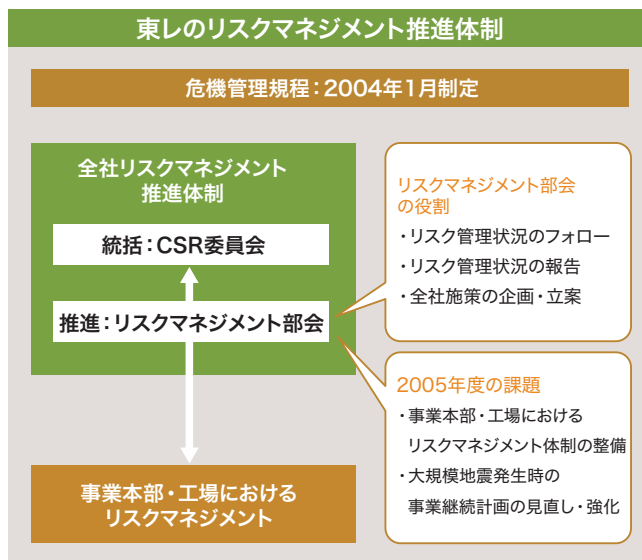 東レのリスクマネジメント推進体制
危機管理規程:2004年1月制定
全社リスクマネジメント
推進体制
統括:CSR委員会
推進:リスクマネジメント部会
事業本部・工場における
リスクマネジメント
リスクマネジメント部会
の役割
・リスク管理状況のフォロー
・リスク管理状況の報告
・全社施策の企画・立案
2005年度の課題
・事業本部・工場における
リスクマネジメント体制の整備
・大規模地震発生時の
事業継続計画の見直し・強化